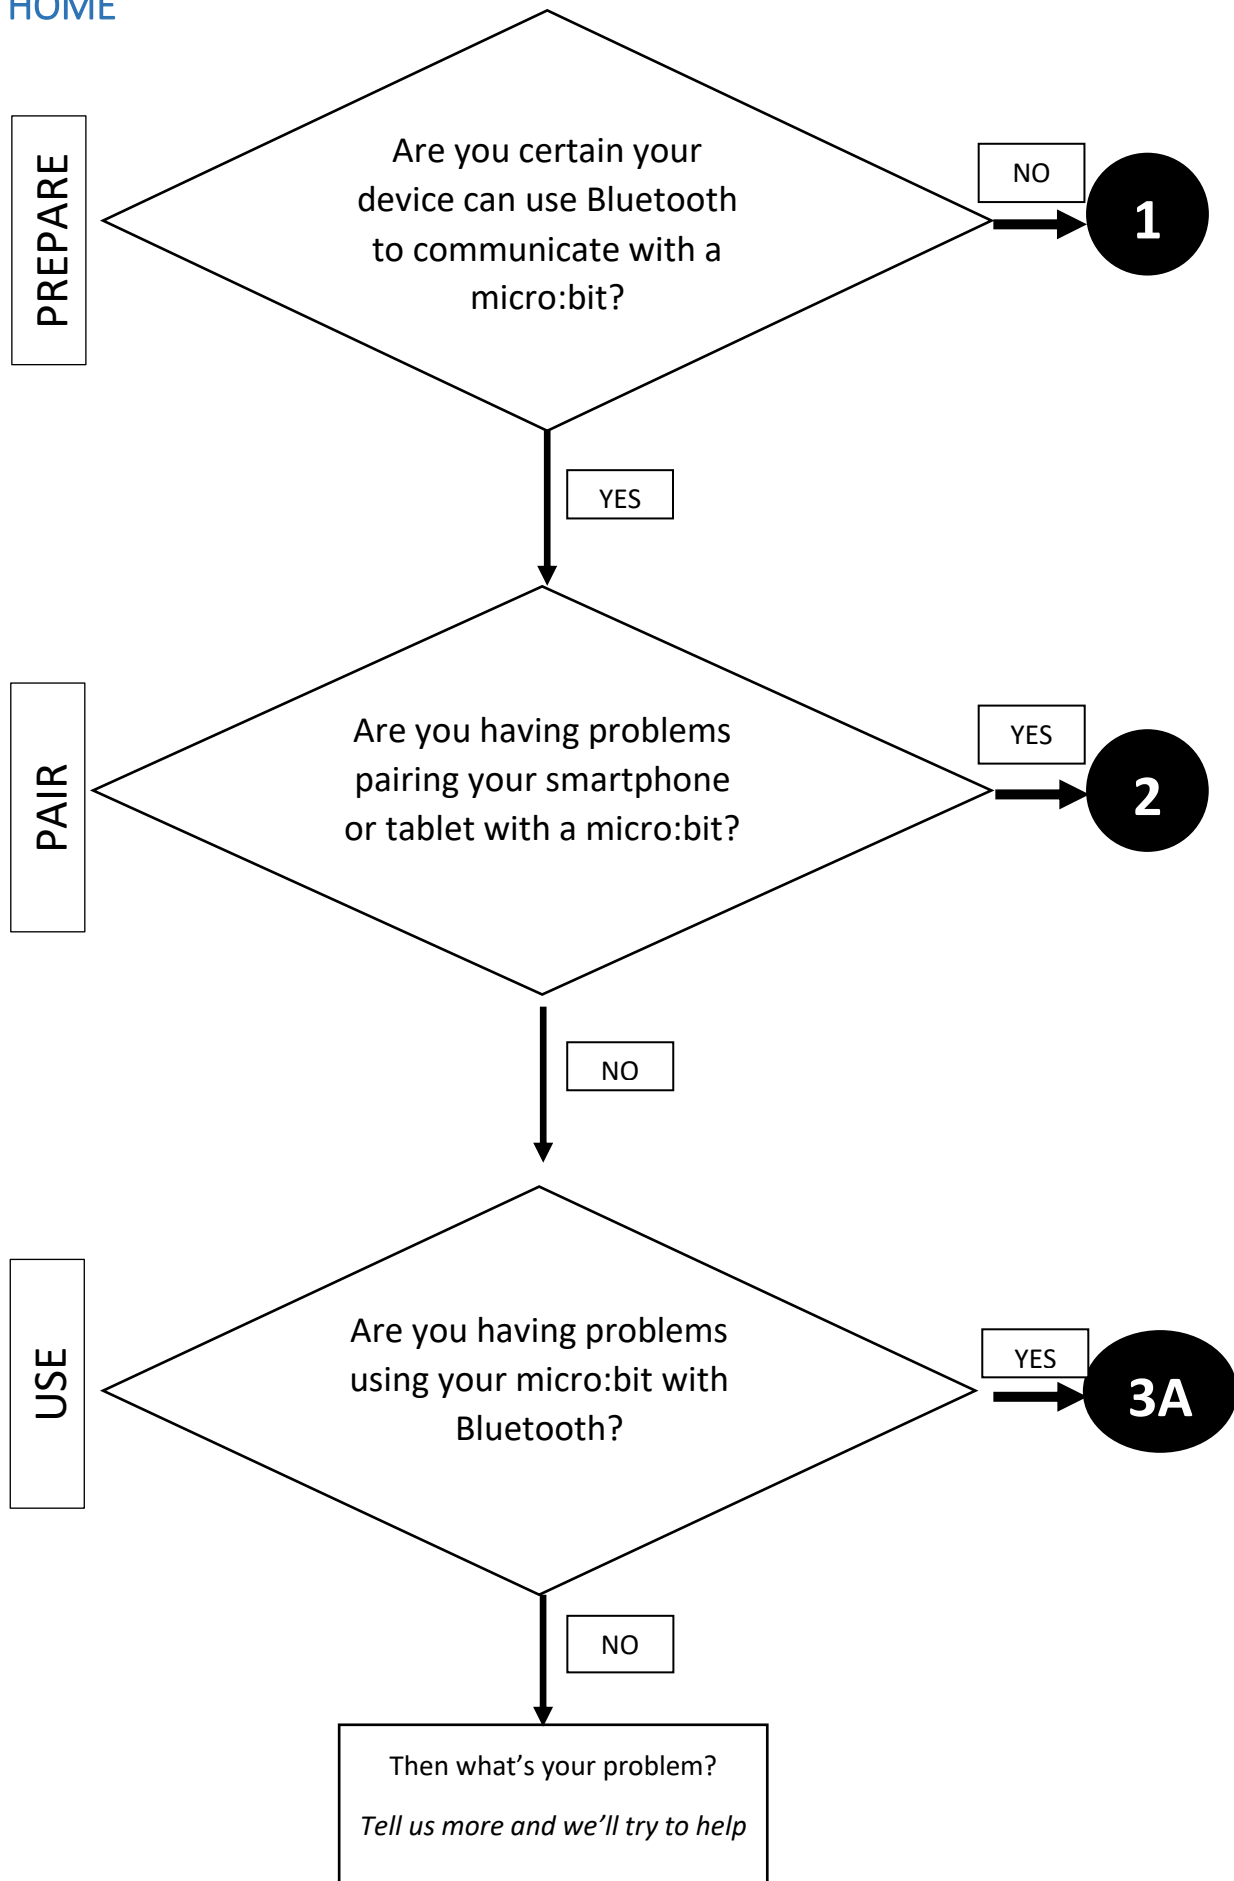 HOME
PREPARE
Are you certain your
device can use Bluetooth
to communicate with a
micro:bit?
NO
1
YES
PAIR
Are you having problems
pairing your smartphone
or tablet with a micro:bit?
YES
2
NO
USE
Are you having problems
using your micro:bit with
Bluetooth?
YES
3A
NO
Then what’s your problem?
Tell us more and we’ll try to help